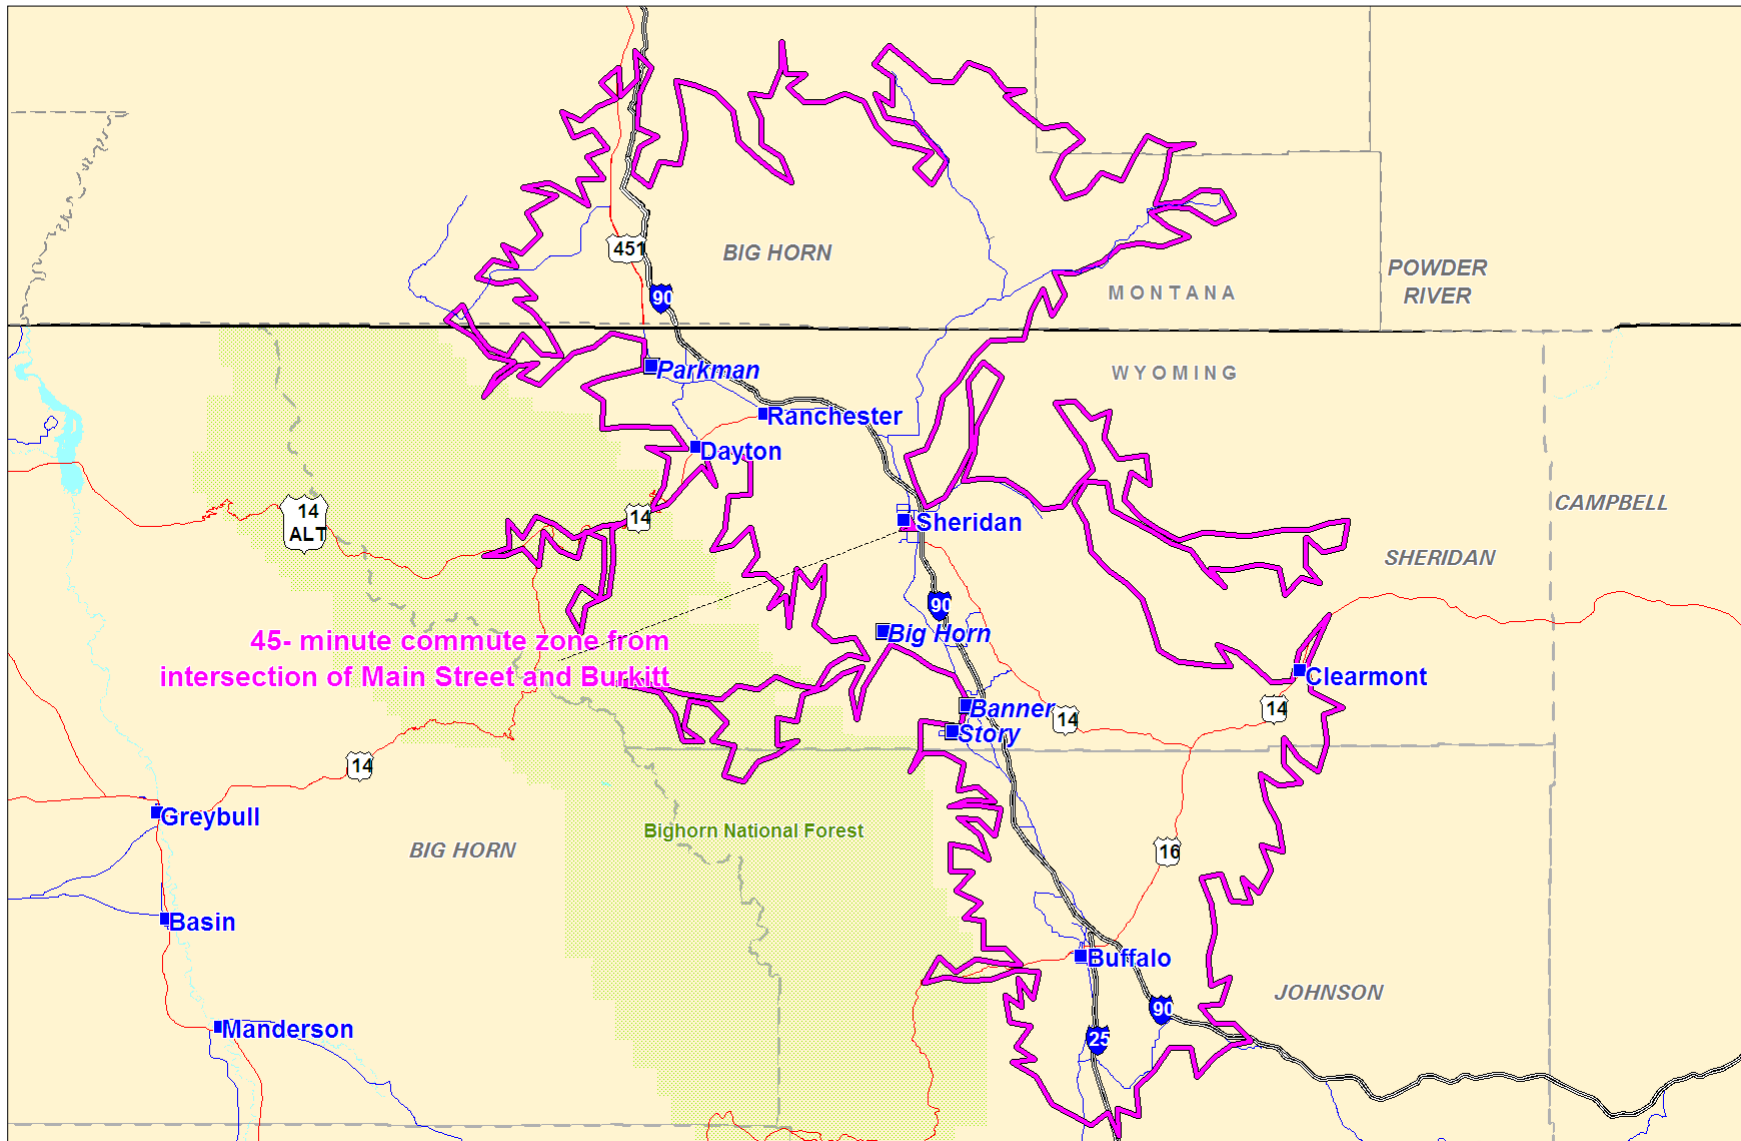 451
BIG HORN
POWDER
RIVER
90
MONTANA
Parkman
WYOMING
Ranchester
Dayton
14
ALT
14
Sheridan
CAMPBELL
SHERIDAN
90
45- minute commute zone from
intersection of Main Street and Burkitt
Big Horn
Clearmont
Banner
14
14
Story
14
Greybull
Bighorn National Forest
BIG HORN
16
Basin
Buffalo
JOHNSON
90
Manderson
25